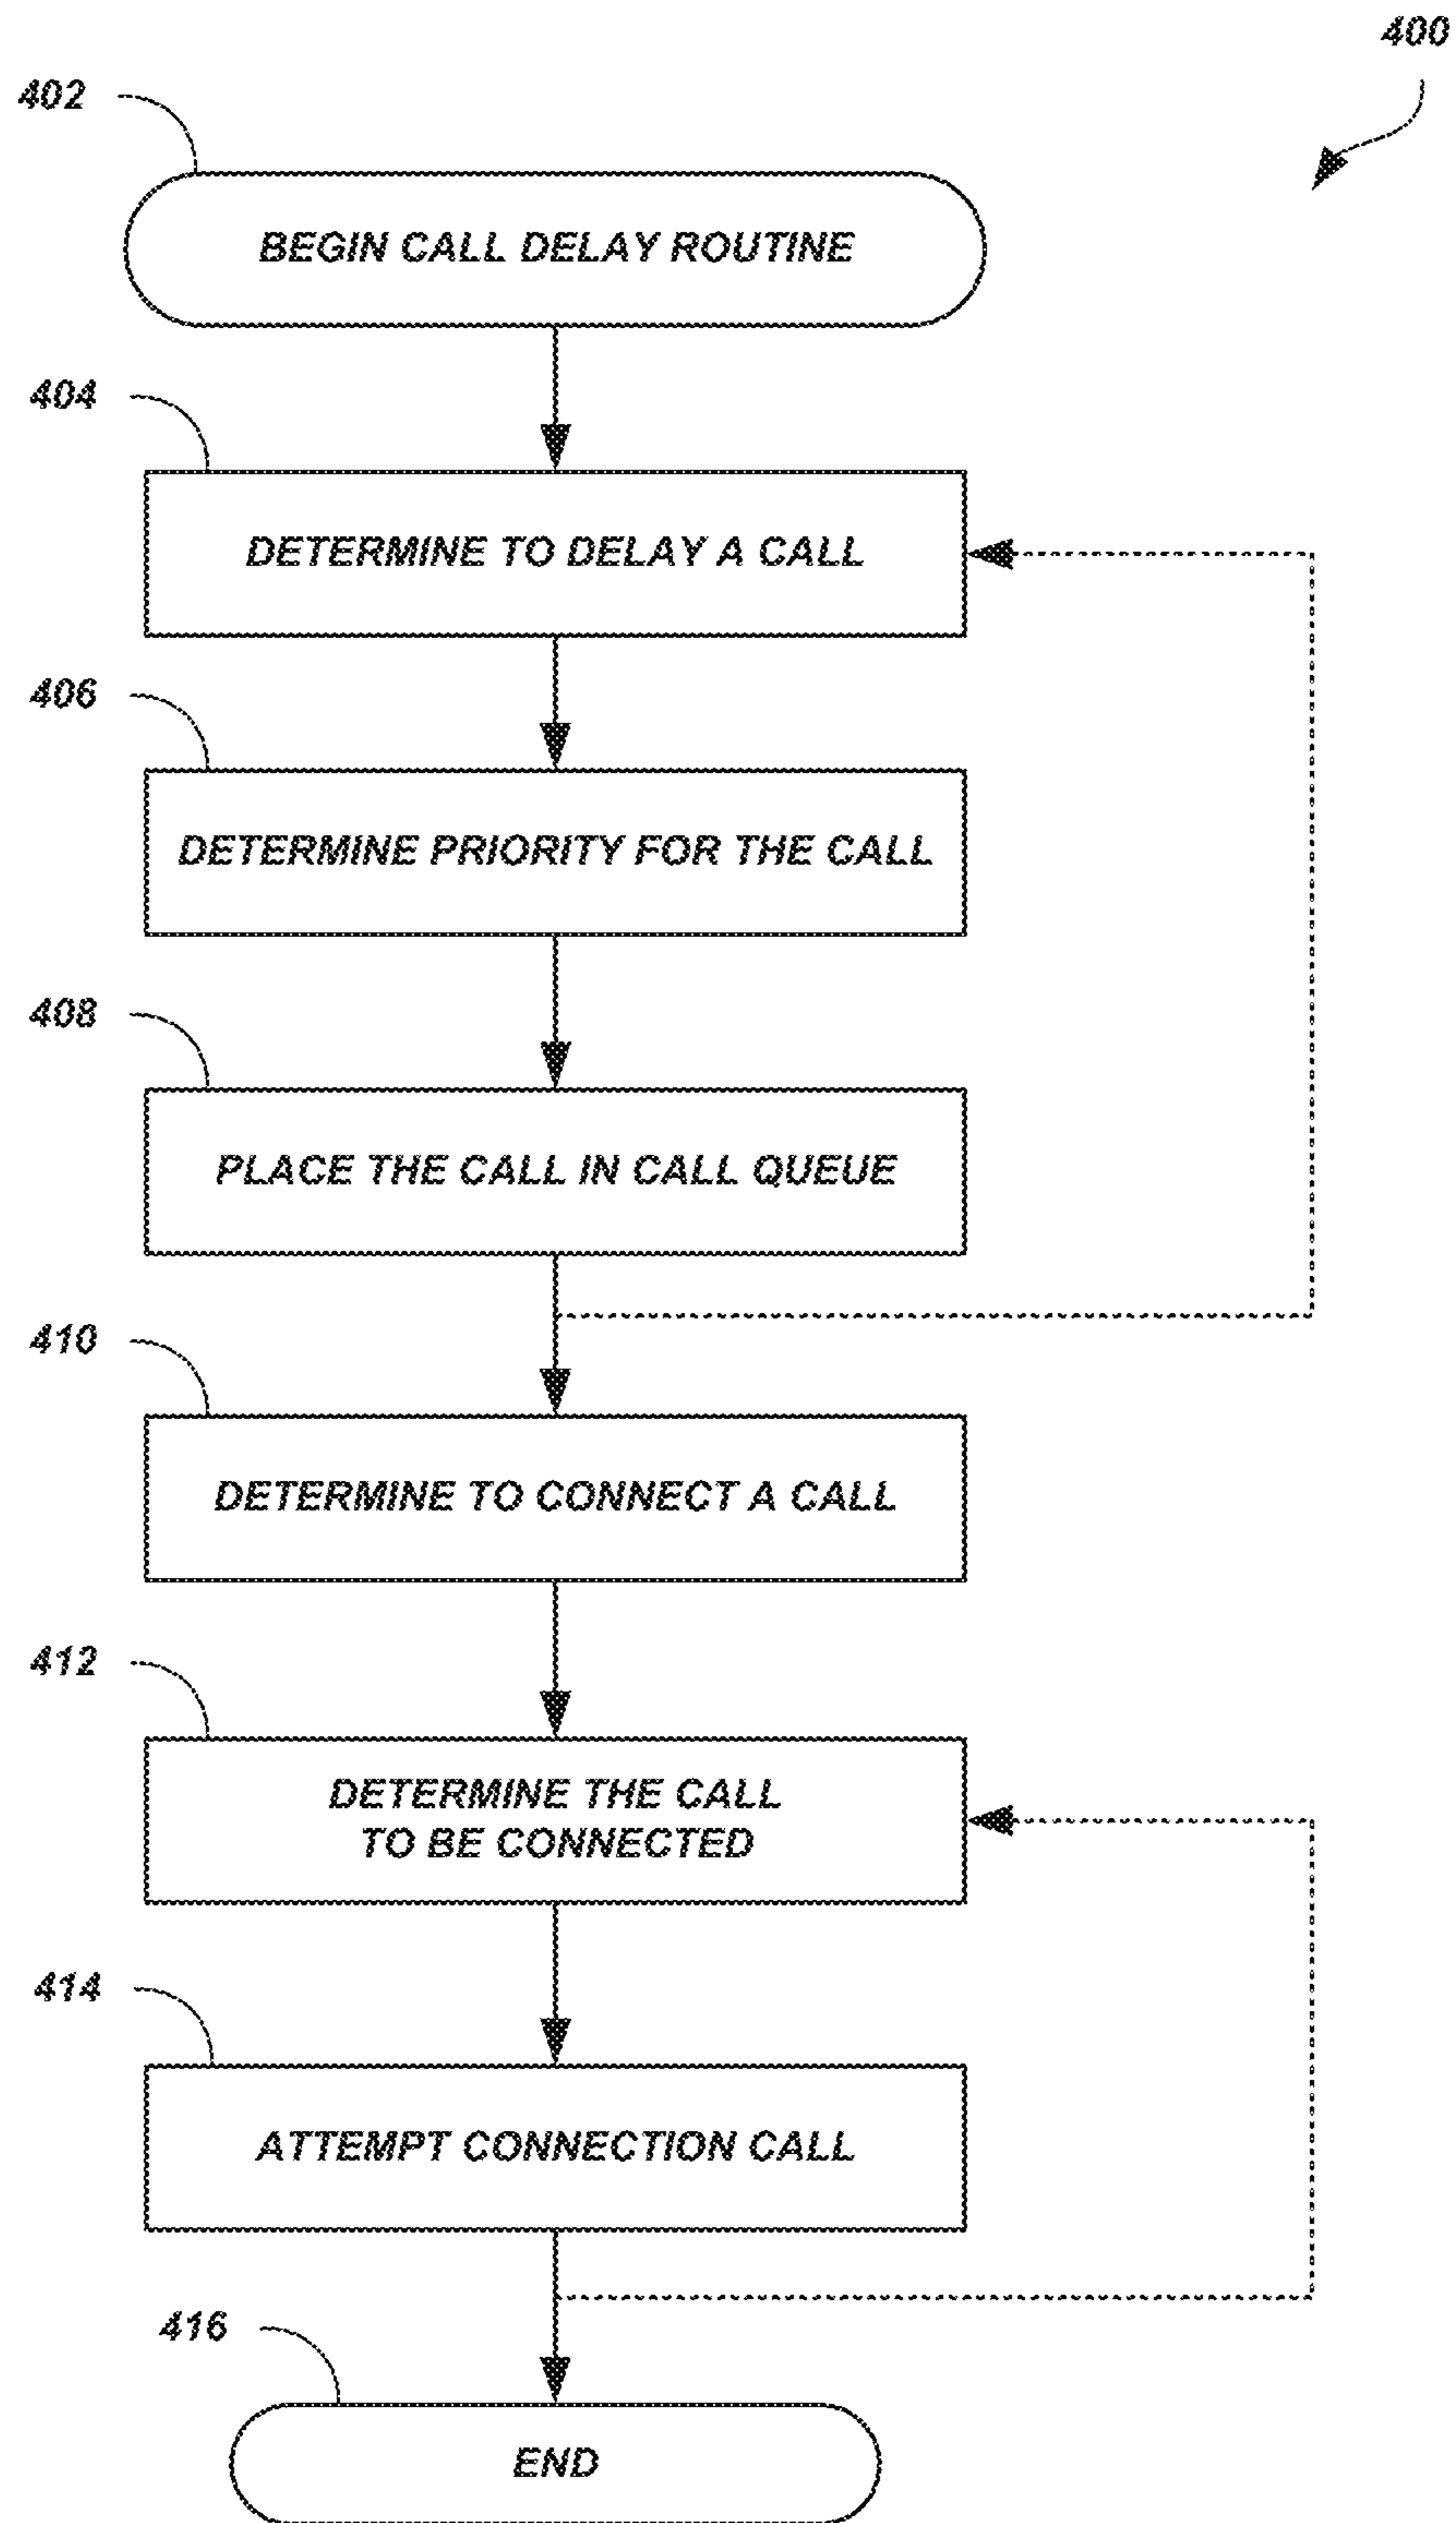 400
402
BEGIN CALL DELAY ROUTINE
404
DETERMINE TO DELAY A CALL
406
DETERMINE PRIORITY FOR THE CALL
408
PLACE THE CALL IN CALL QUEUE
410
DETERMINE TO CONNECT A CALL
412
DETERMINE THE CALL
TO BE CONNECTED
414
ATTEMPT CONNECTION CALL
416
END